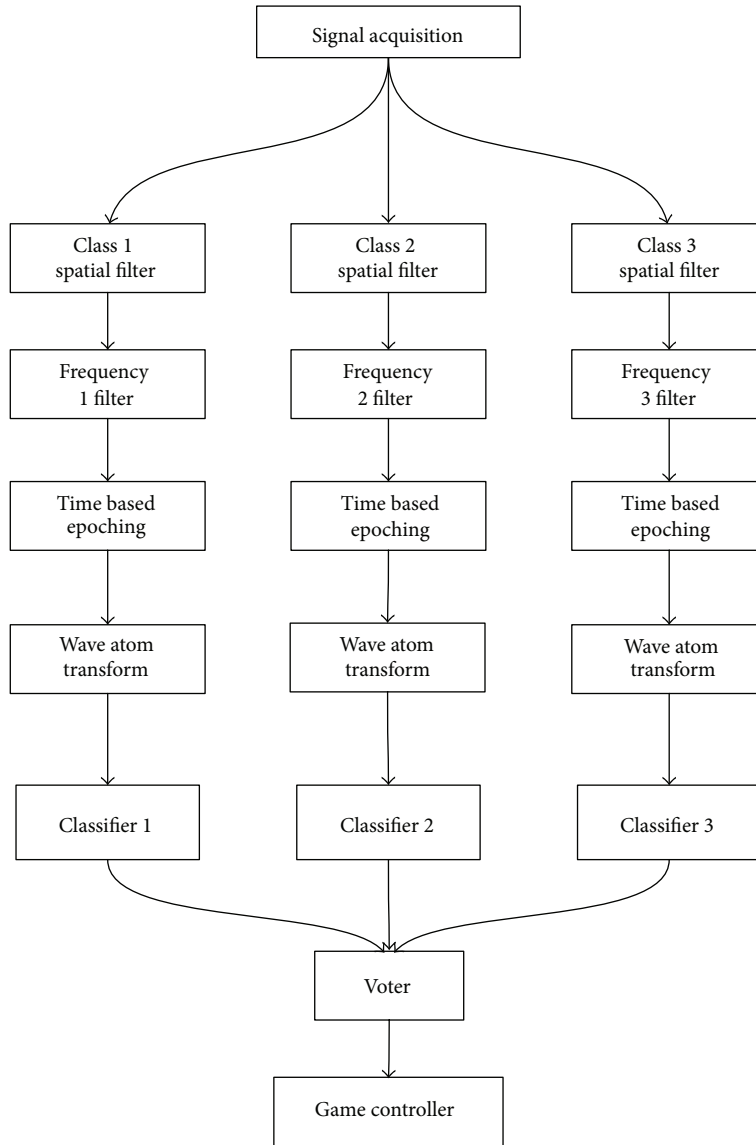 Signal acquisition
Class 1
spatial filter
Class 2
spatial filter
Class 3
spatial filter
Frequency
1 filter
Frequency
2 filter
Frequency
3 filter
Time based
epoching
Time based
epoching
Time based
epoching
Wave atom
transform
Wave atom
transform
Wave atom
transform
Classifier 1
Classifier 2
Classifier 3
Voter
Game controller